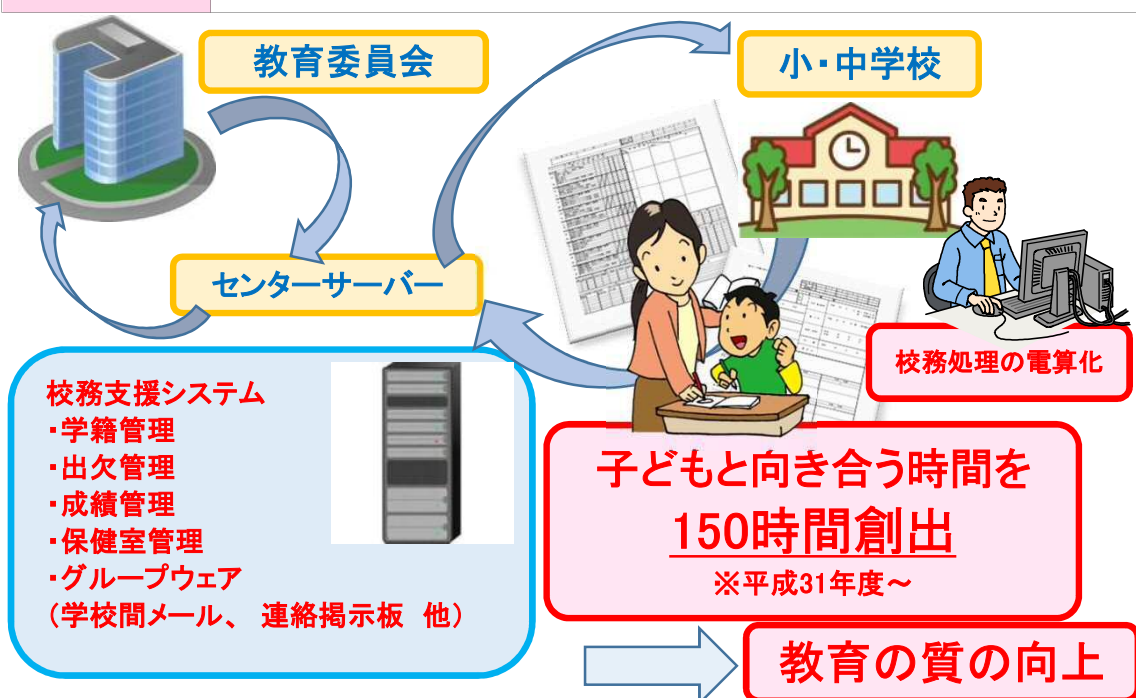 教育委員会
小・中学校
センターサーバー
校務処理の電算化
校務支援システム
・学籍管理
・出欠管理
・成績管理
・保健室管理
・グループウェア
（学校間メール、 連絡掲示板 他）
子どもと向き合う時間を
150時間創出
※平成31年度～
教育の質の向上